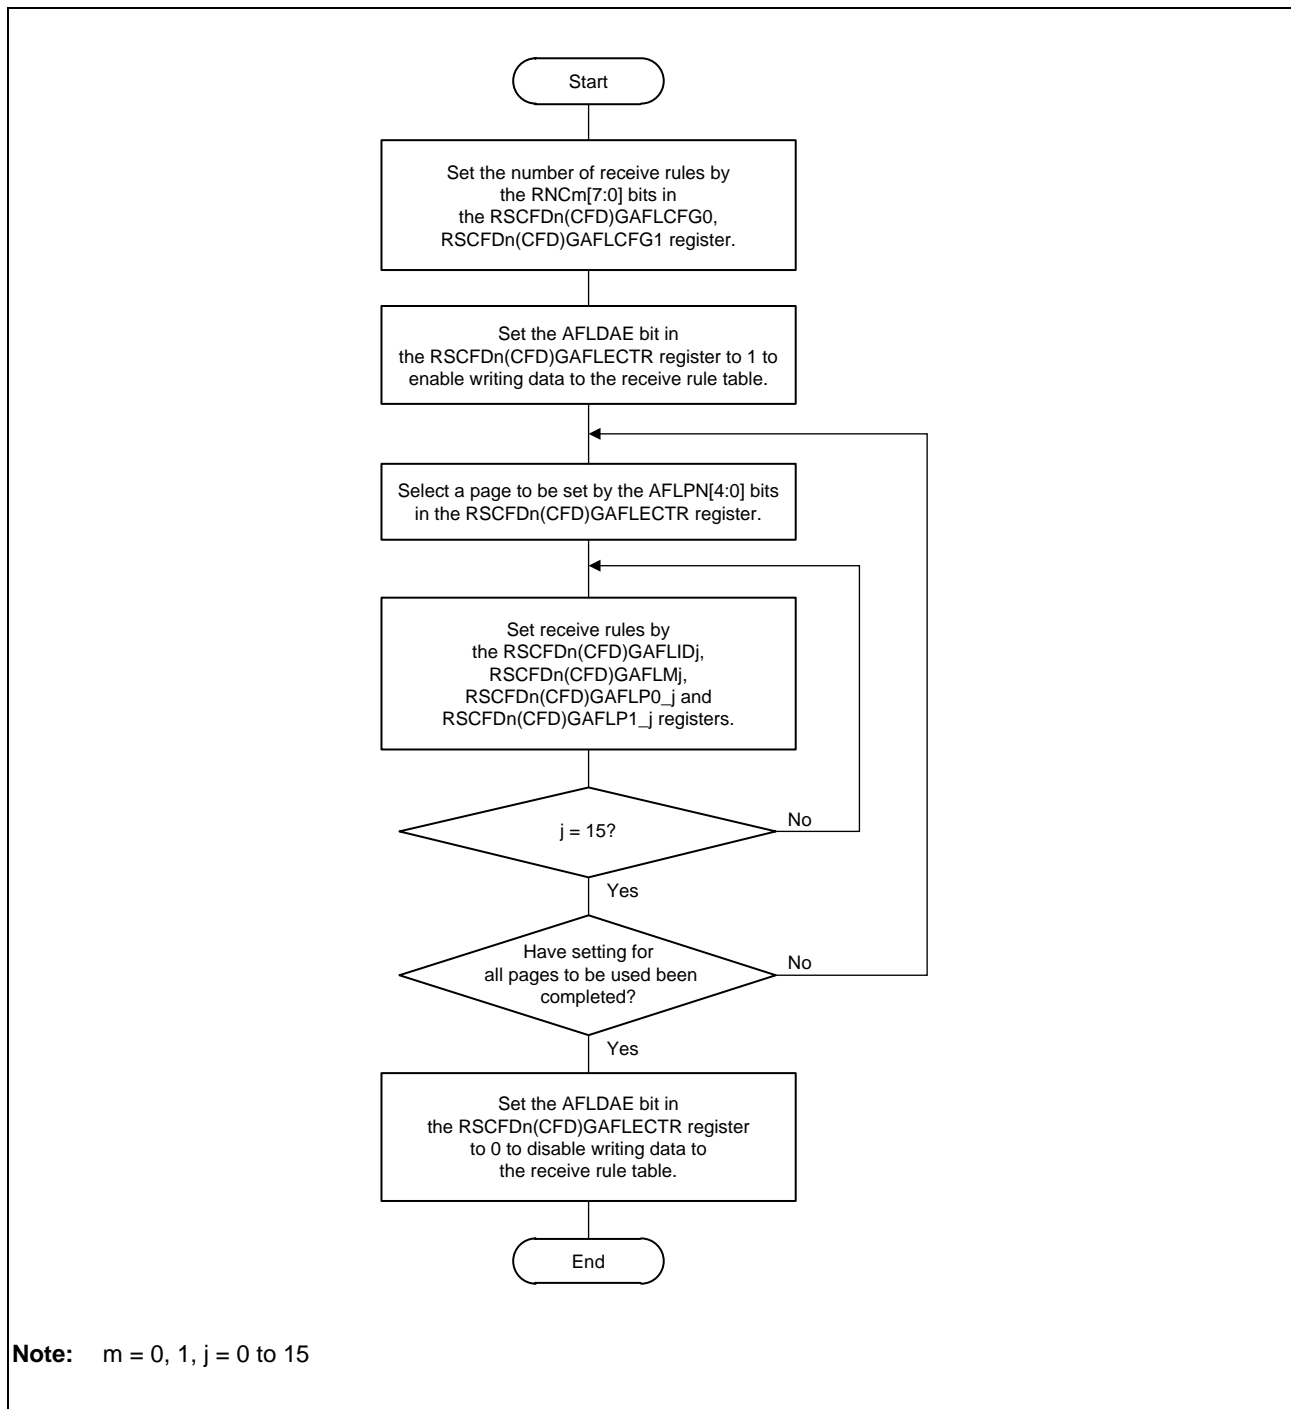 Start
Set the number of receive rules by
the RNCm[7:0] bits in
the RSCFDn(CFD)GAFLCFG0,
RSCFDn(CFD)GAFLCFG1 register.
Set the AFLDAE bit in
the RSCFDn(CFD)GAFLECTR register to 1 to
enable writing data to the receive rule table.
Select a page to be set by the AFLPN[4:0] bits
in the RSCFDn(CFD)GAFLECTR register.
Set receive rules by
the RSCFDn(CFD)GAFLIDj,
RSCFDn(CFD)GAFLMj,
RSCFDn(CFD)GAFLP0_j and
RSCFDn(CFD)GAFLP1_j registers.
j = 15?
No
Yes
Have setting for
all pages to be used been
completed?
No
Yes
Set the AFLDAE bit in
the RSCFDn(CFD)GAFLECTR register
to 0 to disable writing data to
the receive rule table.
End
Note: m = 0, 1, j = 0 to 15